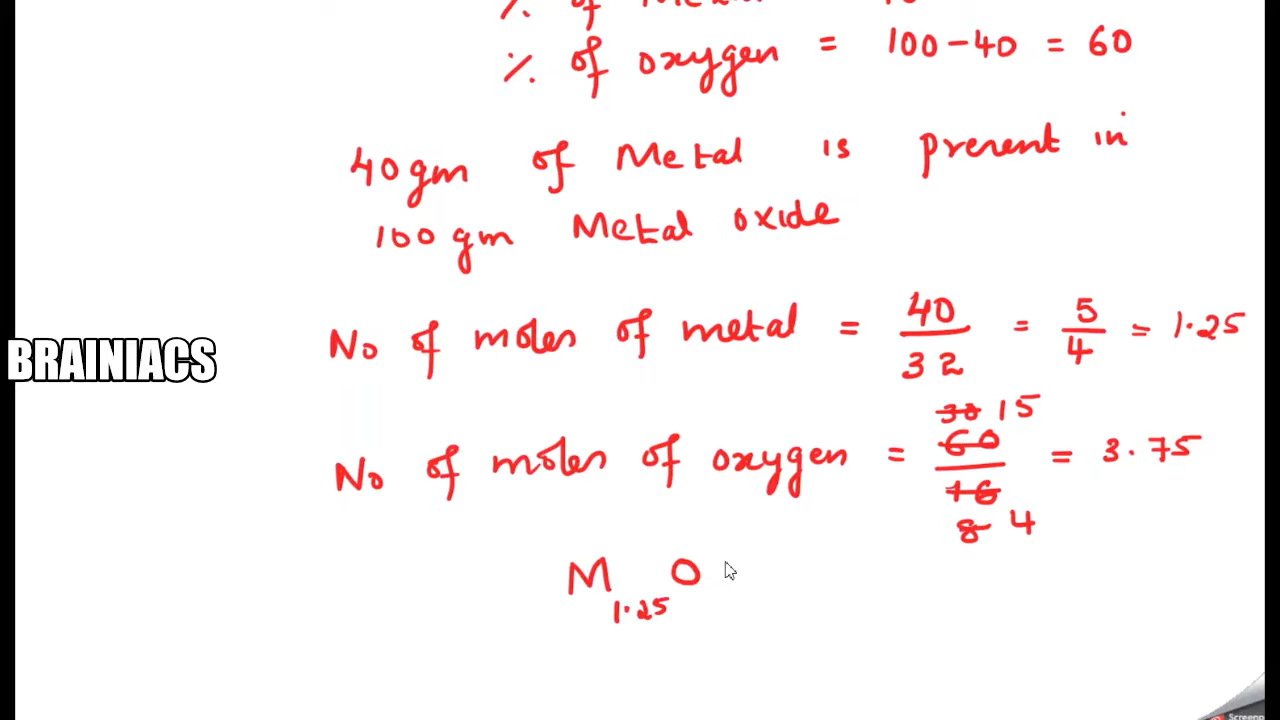 % of Metal
% of oxygen = 100 - 40 = 60
40 gm of Metal is present in
100 gm Metal oxide
No of moles of metal = 40/32 = 5/4 = 1.25
BRAINIACS
30 15
No of moles of oxygen = 60/16 = 3.75
8 4
M1.25 O